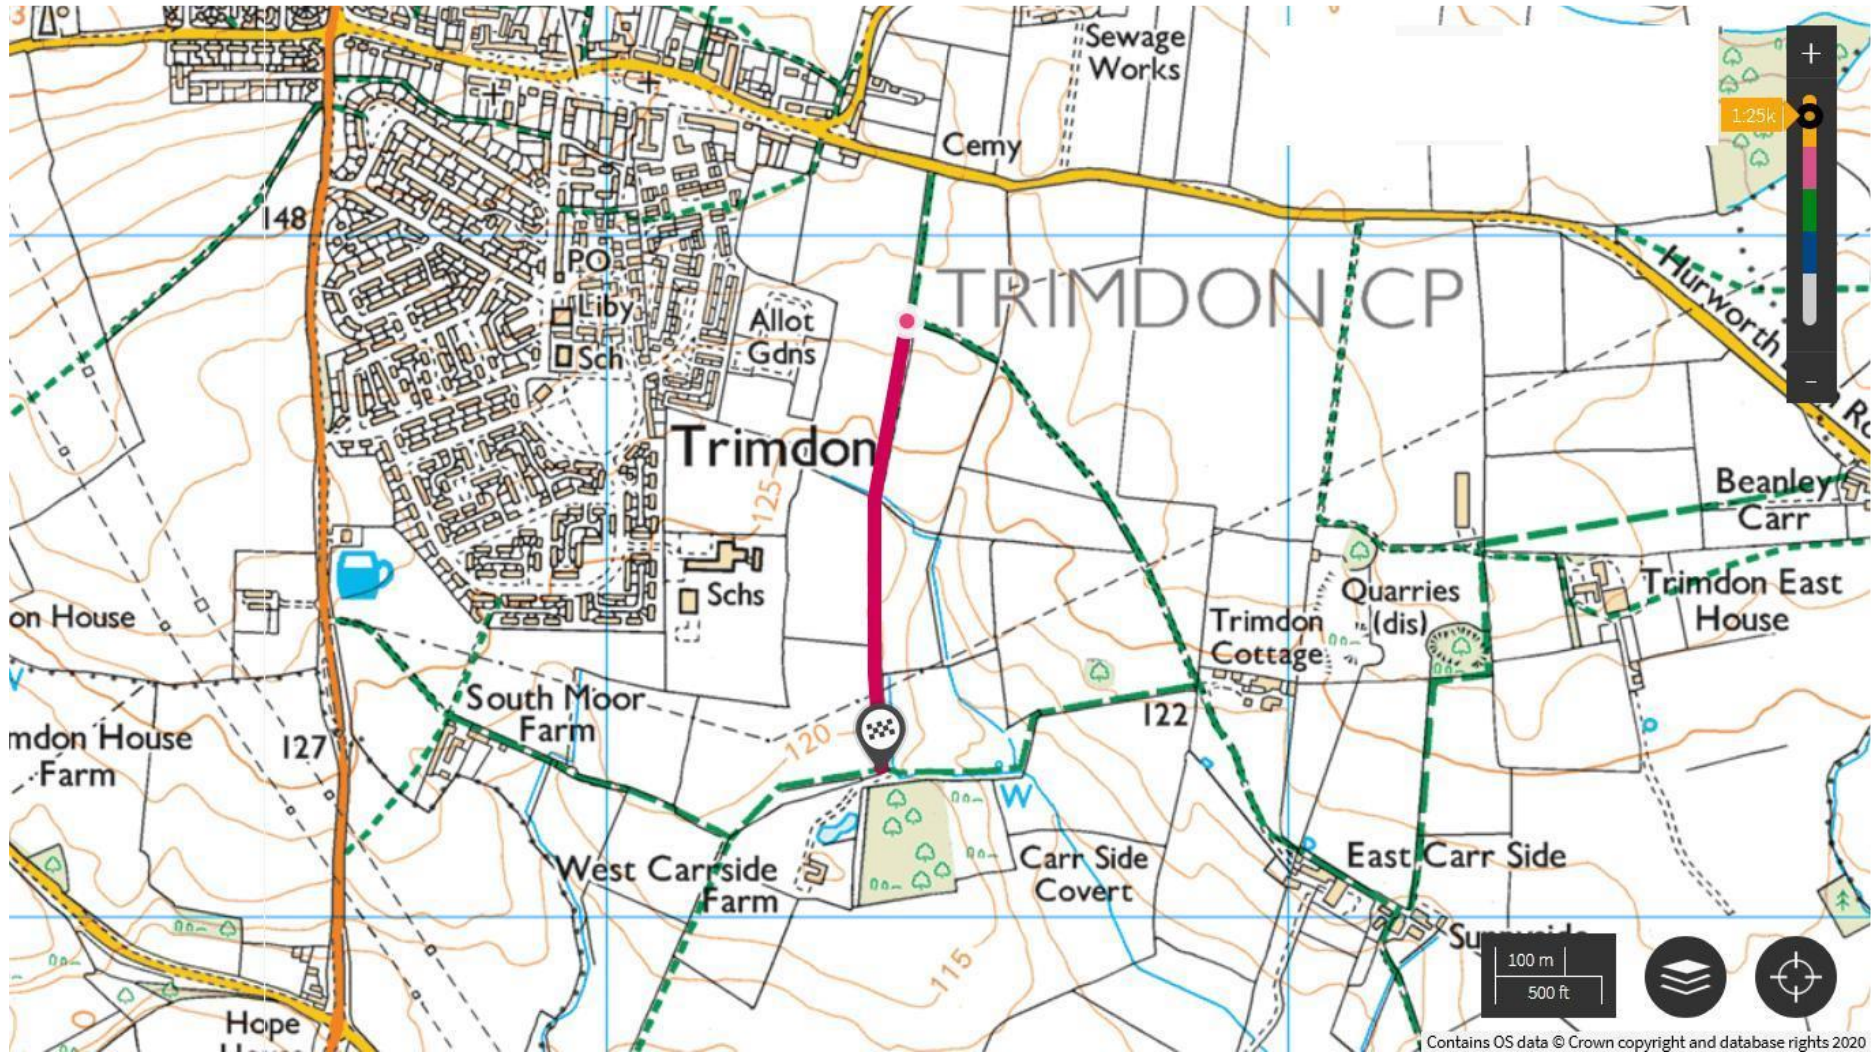 Sewage
Works
3
1:25k
Cemy
148
PO
TRIMDON CP
Hurworth
Liby
Allot
Gdns
Sch
Trimdon
125
Beanley
Carr
Schs
Quarries
(dis)
Trimdon East
House
on House
Trimdon
Cottage
South Moor
Farm
122
mdon House
Farm
127
120
W
West Carrside
Farm
Carr Side
Covert
East Carr Side
115
100 m
500 ft
Hope
Contains OS data © Crown copyright and database rights 2020